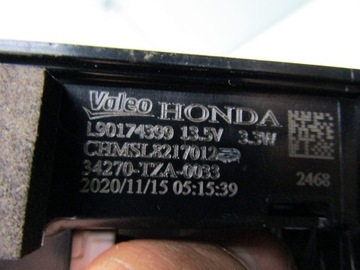 Valeo HONDA
L90174399 13.5V 3.3W
CHMSL8217012
34270-TZA-0033
2020/11/15 05:15:39 2468